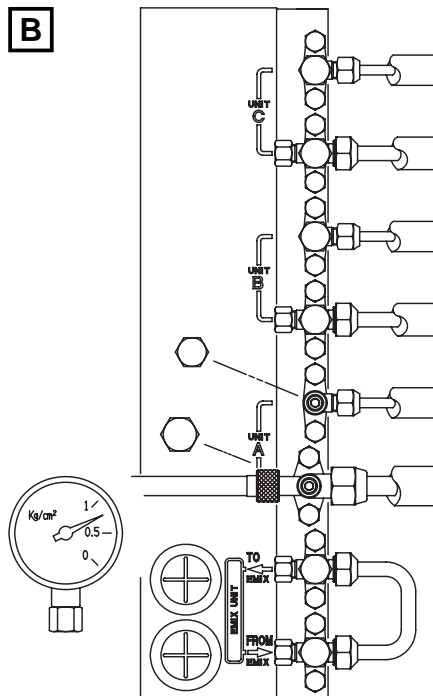 B
UNIT
C
UNIT
B
UNIT
A
Kg/cm²
1
0.5
0
TO
EMIX
EMIX UNIT
FROM
EMIX